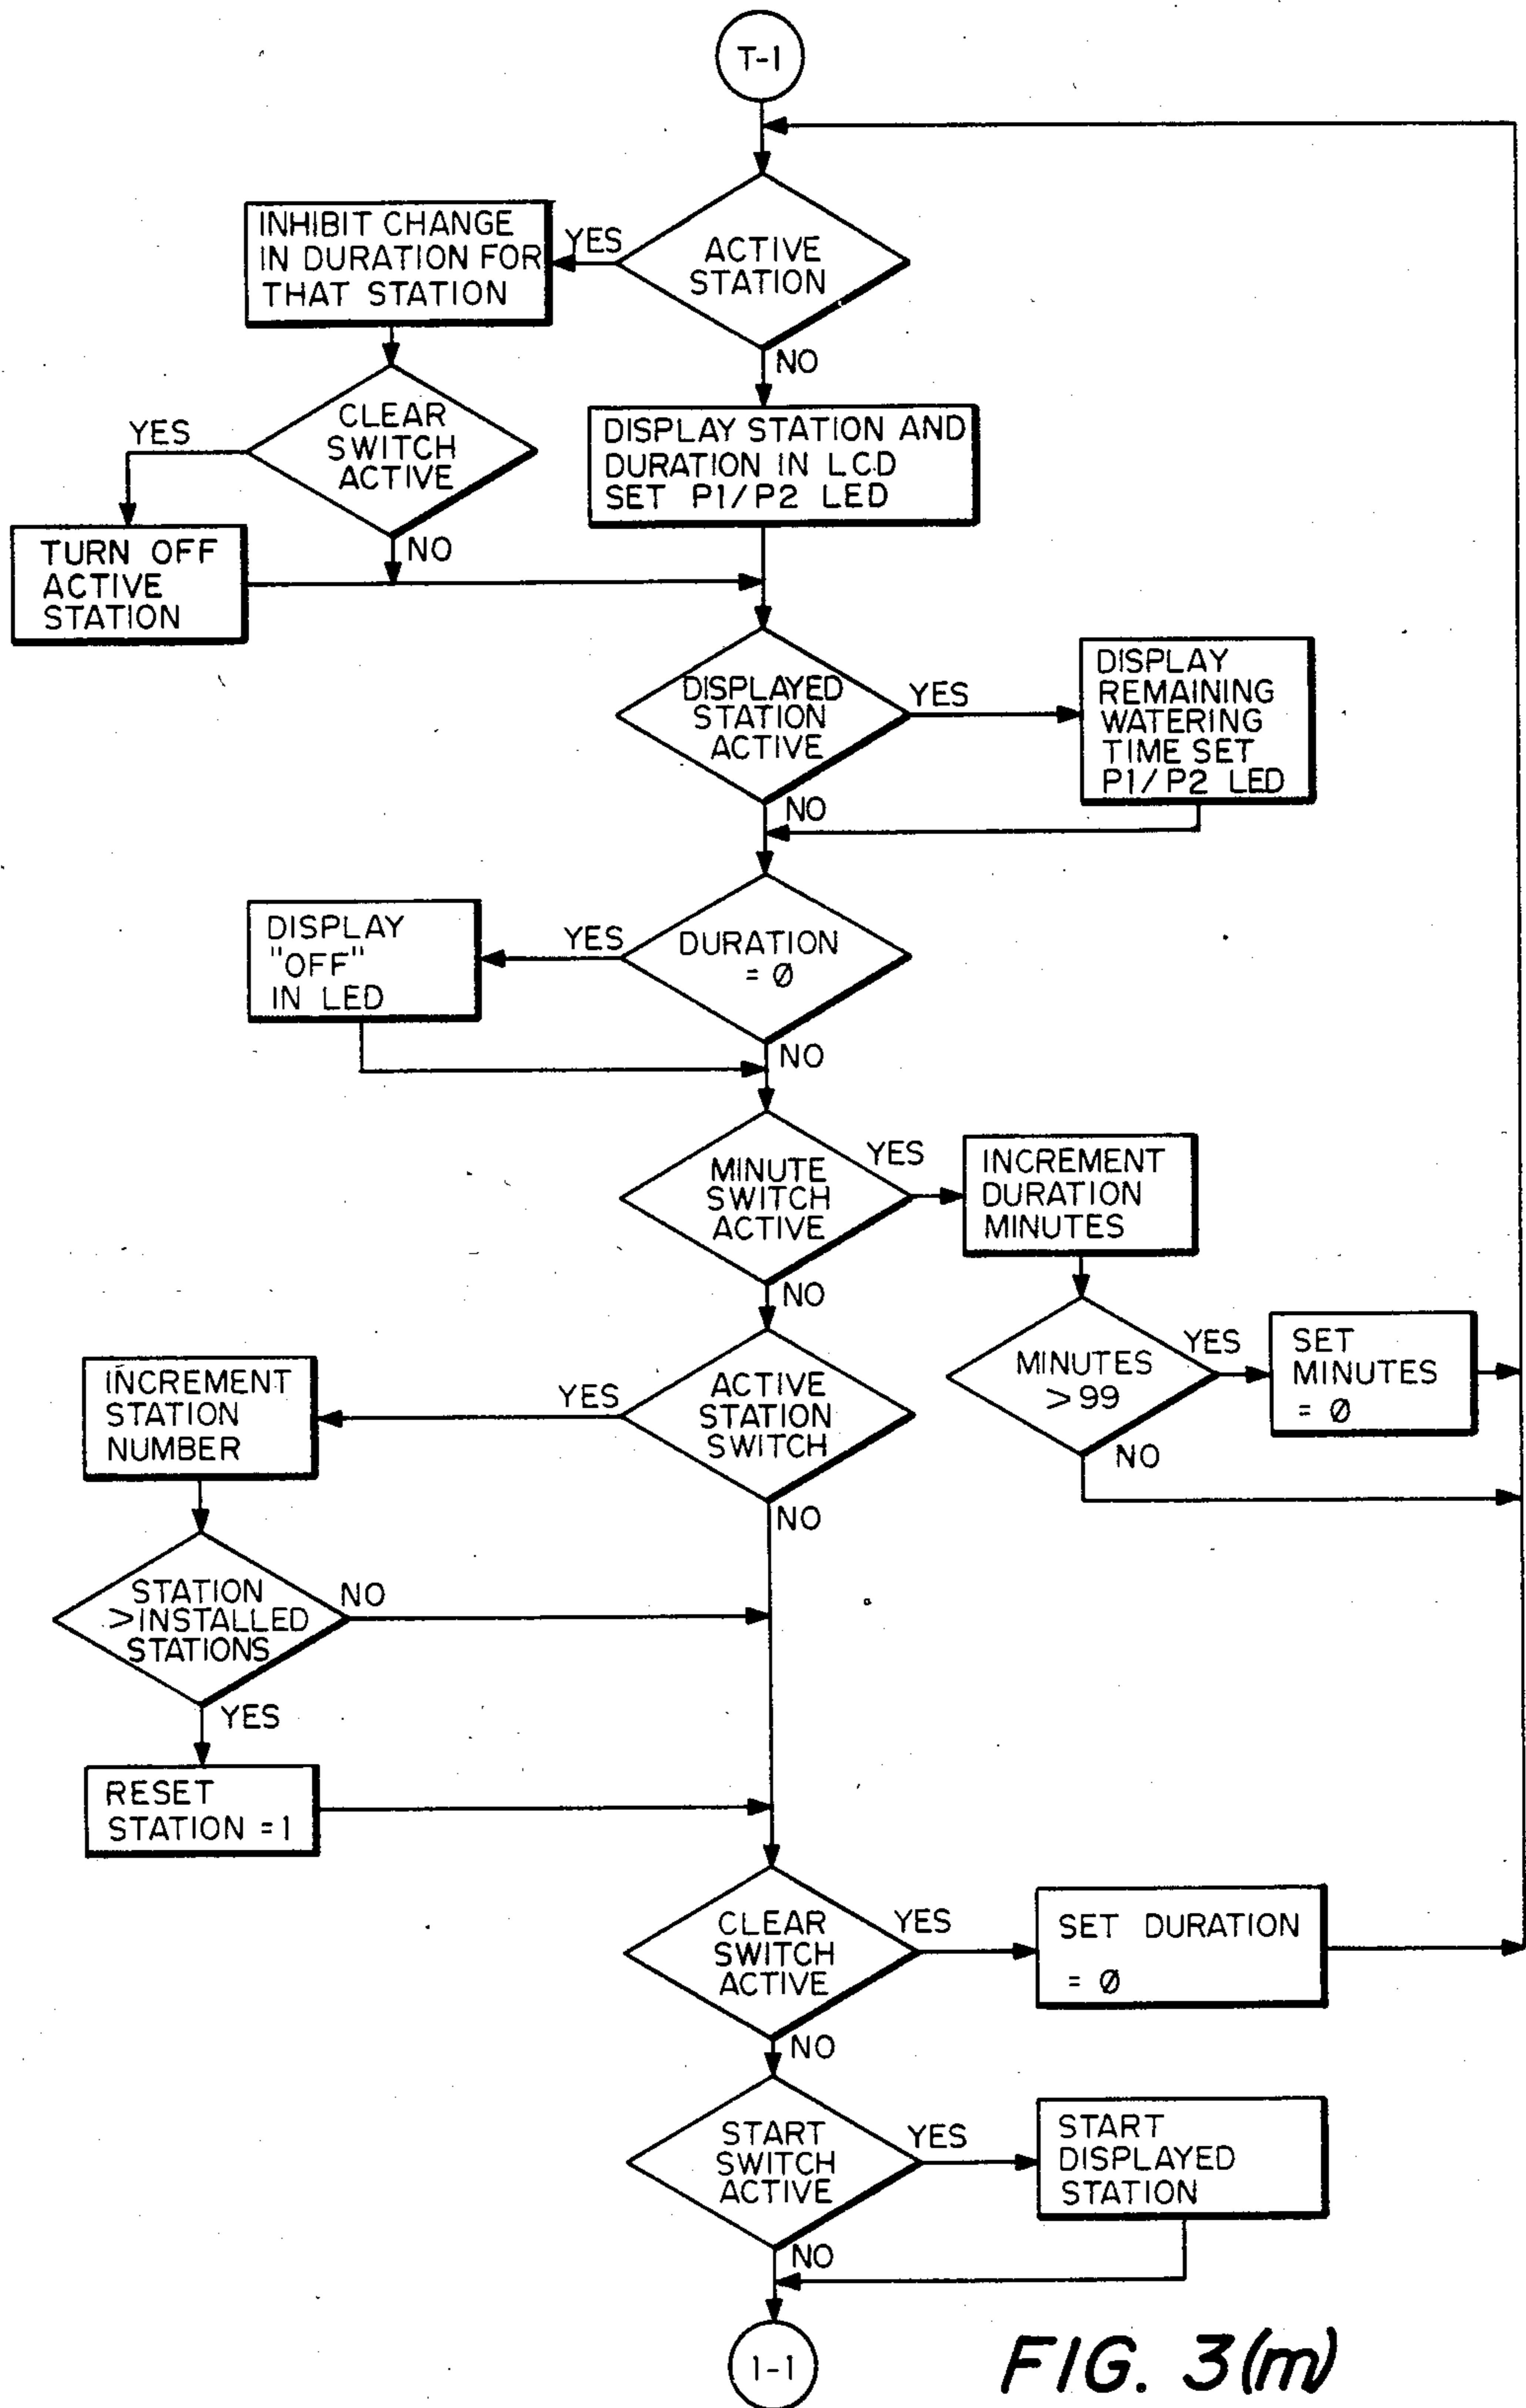 T-1
INHIBIT CHANGE
IN DURATION FOR
THAT STATION
YES
ACTIVE
STATION
NO
CLEAR
SWITCH
ACTIVE
YES
NO
DISPLAY STATION AND
DURATION IN LCD
SET P1/P2 LED
TURN OFF
ACTIVE
STATION
DISPLAYED
STATION
ACTIVE
YES
NO
DISPLAY
REMAINING
WATERING
TIME SET
P1/P2 LED
DISPLAY
"OFF"
IN LED
YES
DURATION
= Ø
NO
MINUTE
SWITCH
ACTIVE
YES
NO
INCREMENT
DURATION
MINUTES
MINUTES
>99
YES
NO
SET
MINUTES
= Ø
INCREMENT
STATION
NUMBER
YES
ACTIVE
STATION
SWITCH
NO
STATION
>INSTALLED
STATIONS
NO
YES
RESET
STATION =1
CLEAR
SWITCH
ACTIVE
YES
NO
SET DURATION
= Ø
START
SWITCH
ACTIVE
YES
NO
START
DISPLAYED
STATION
1-1
FIG. 3(m)